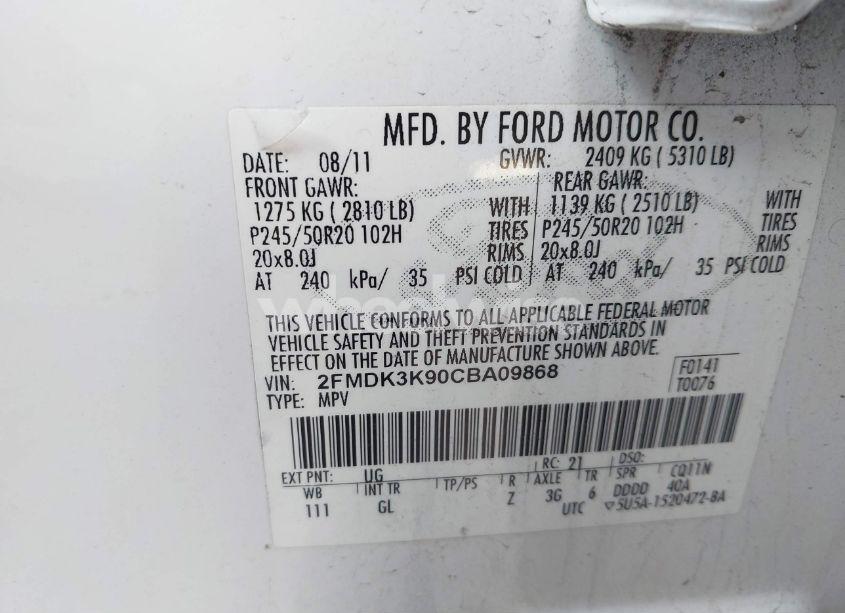 MFD. BY FORD MOTOR CO.
DATE: 08/11 GVWR: 2409 KG ( 5310 LB)
FRONT GAWR: REAR GAWR:
1275 KG ( 2810 LB) WITH 1139 KG ( 2510 LB) WITH
P245/50R20 102H TIRES P245/50R20 102H TIRES
20x8.0J RIMS 20x8.0J RIMS
AT 240 kPa/ 35 PSI COLD AT 240 kPa/ 35 PSI COLD
THIS VEHICLE CONFORMS TO ALL APPLICABLE FEDERAL MOTOR
VEHICLE SAFETY AND THEFT PREVENTION STANDARDS IN
EFFECT ON THE DATE OF MANUFACTURE SHOWN ABOVE.
VIN: 2FMDK3K90CBA09868 F0141
TYPE: MPV T0076
EXT PNT: UG RC: 21 DSO:
WB INT TR TP/PS R AXLE TR SPR CQ11N
111 GL Z 3G 6 DDDD 40A
UTC ▽5U5A-1520472-BA